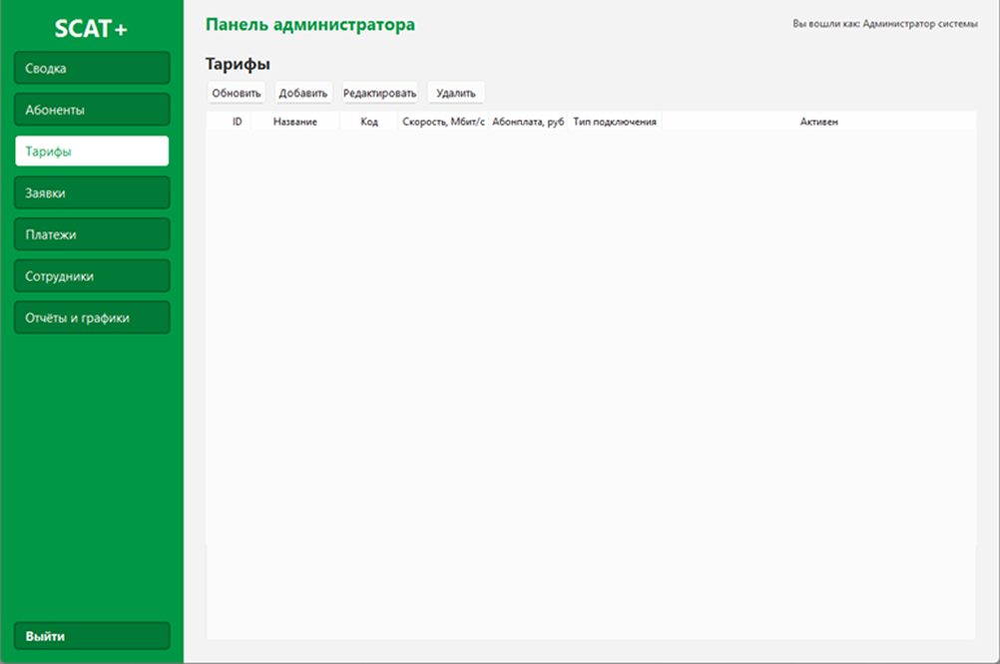 SCAT+
Сводка
Абоненты
Тарифы
Заявки
Платежи
Сотрудники
Отчёты и графики
Выйти
Панель администратора
Вы вошли как: Администратор системы
Тарифы
Обновить Добавить Редактировать Удалить
ID Название Код Скорость, Мбит/с Абонплата, руб Тип подключения Активен